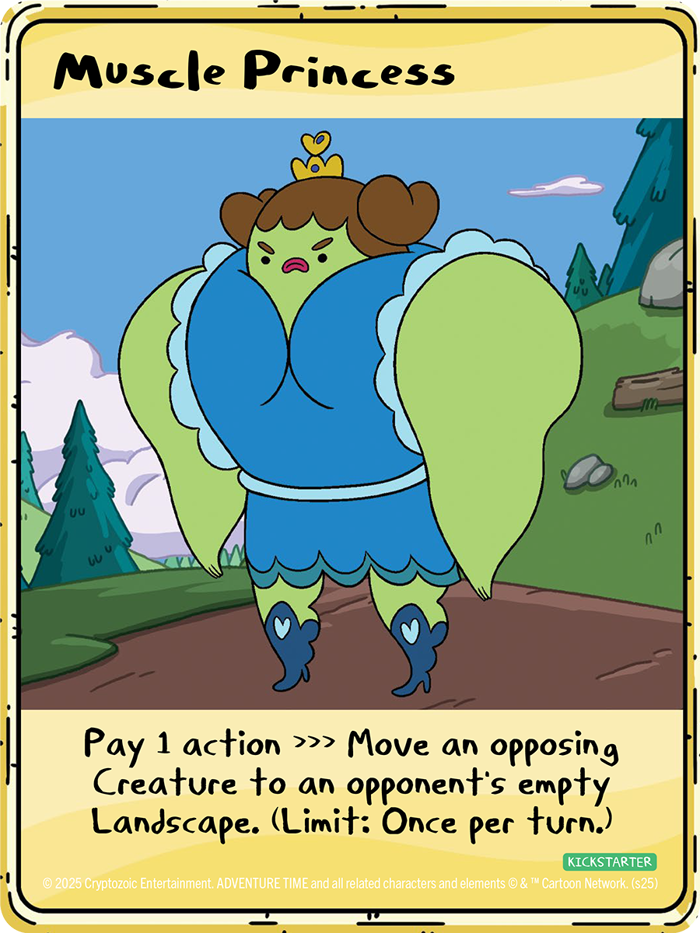 Muscle Princess
Pay 1 action >>> Move an opposing
Creature to an opponent's empty
Landscape. (Limit: Once per turn.)
KICKSTARTER
© 2025 Cryptozoic Entertainment. ADVENTURE TIME and all related characters and elements © & ™ Cartoon Network. (s25)